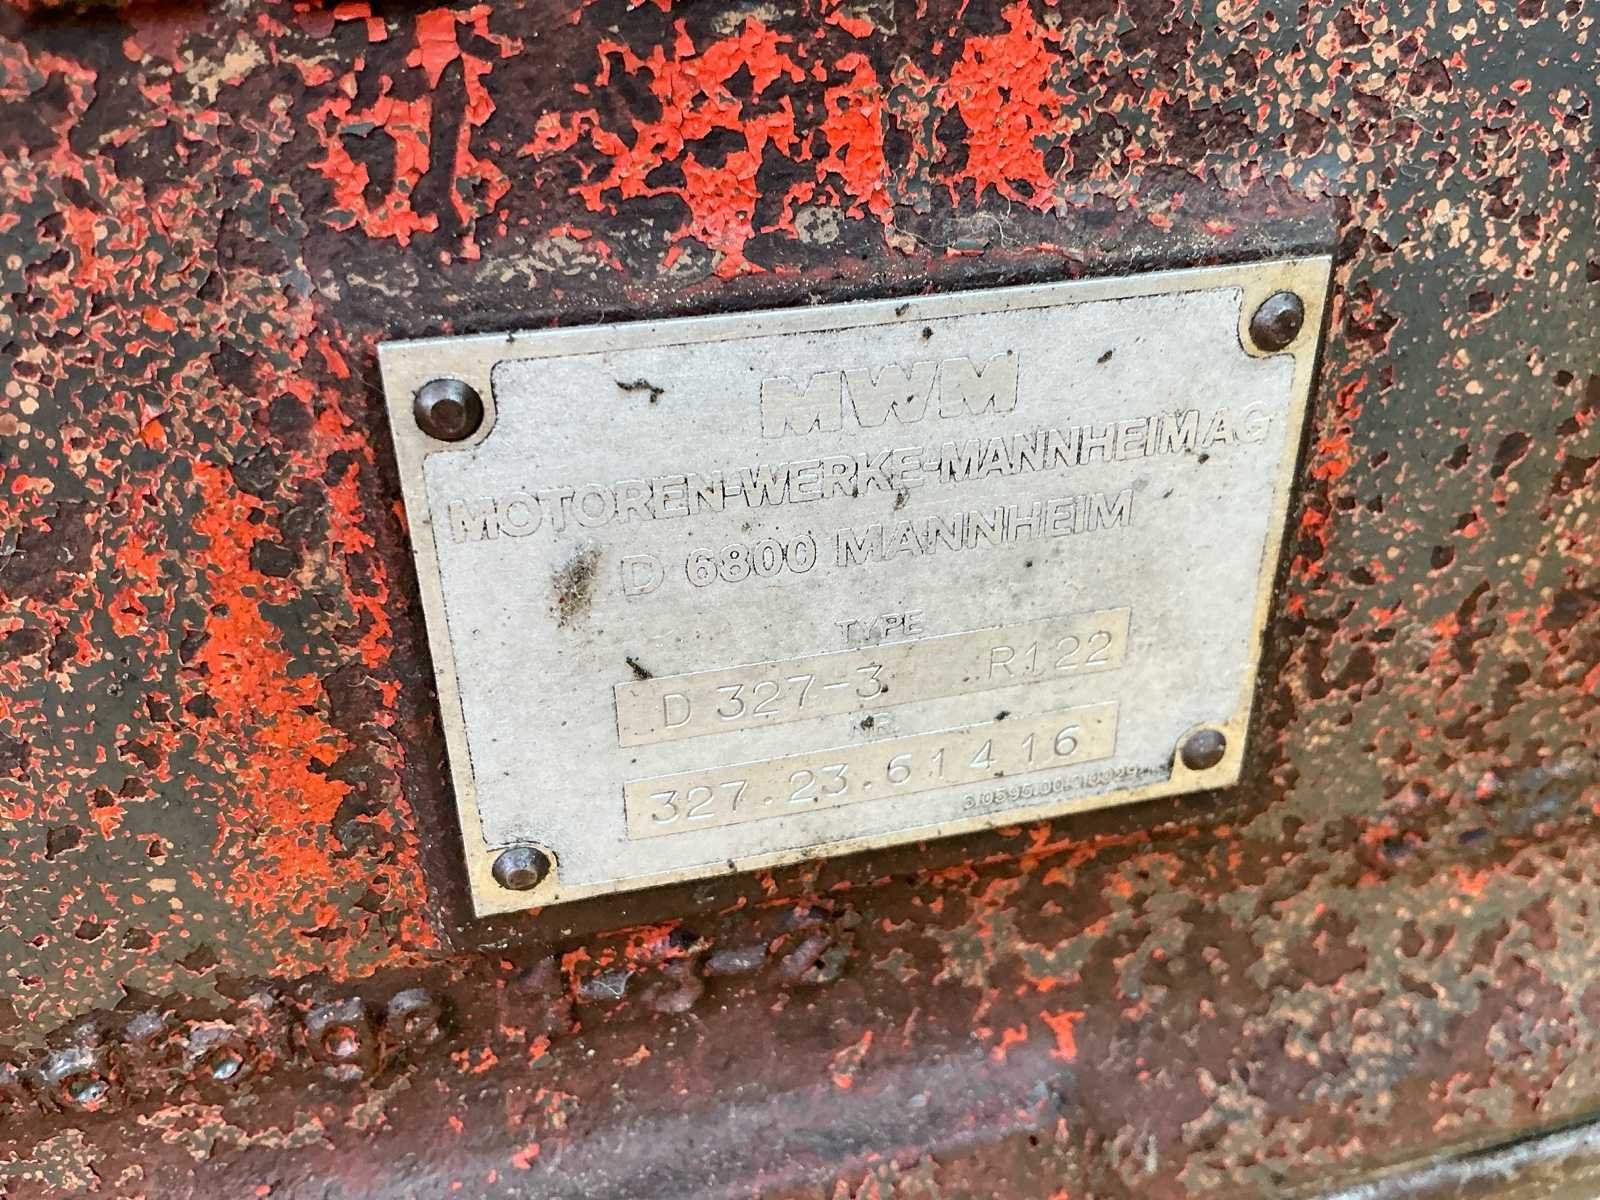 MWM
MOTOREN-WERKE-MANNHEIM AG
D 6800 MANNHEIM
TYPE
D 327-3 R122
NR.
327.23.61416